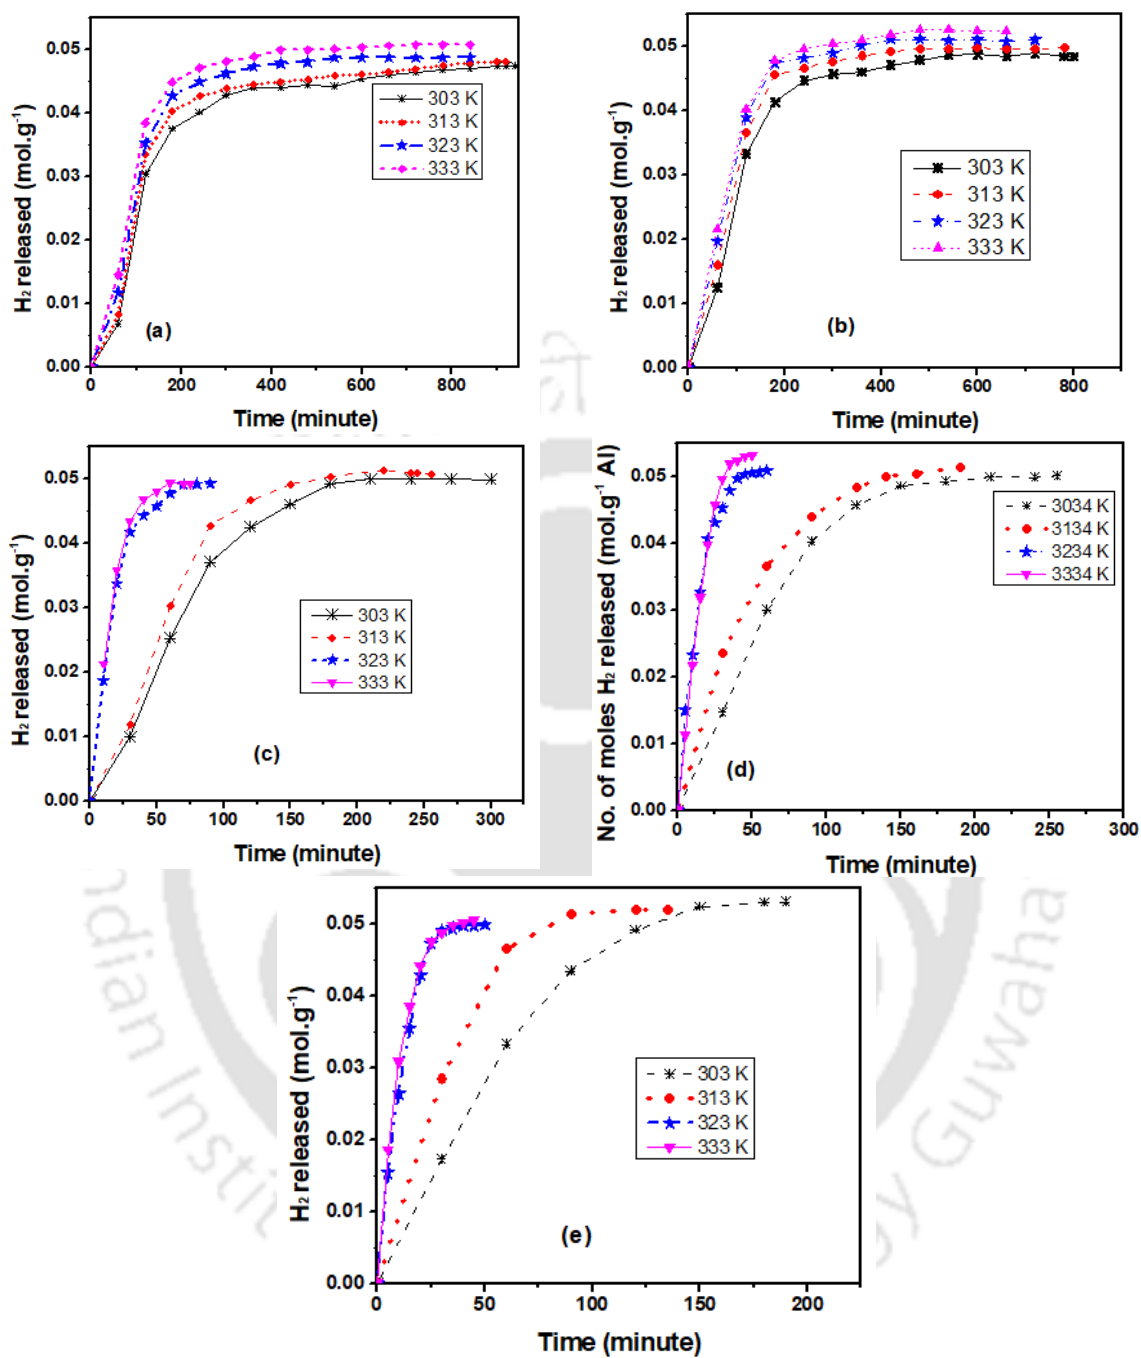 0.05
0.04
0.03
0.02
0.01
0.00
H2 released (mol.g-1)
303 K
313 K
323 K
333 K
(a)
0 200 400 600 800
Time (minute)
0.05
0.04
0.03
0.02
0.01
0.00
H2 released (mol.g-1)
303 K
313 K
323 K
333 K
(b)
0 200 400 600 800
Time (minute)
0.05
0.04
0.03
0.02
0.01
0.00
H2 released (mol.g-1)
303 K
313 K
323 K
333 K
(c)
0 50 100 150 200 250 300
Time (minute)
0.05
0.04
0.03
0.02
0.01
0.00
No. of moles H2 released (mol.g-1 Al)
3034 K
3134 K
3234 K
3334 K
(d)
0 50 100 150 200 250 300
Time (minute)
0.05
0.04
0.03
0.02
0.01
0.00
H2 released (mol.g-1)
303 K
313 K
323 K
333 K
(e)
0 50 100 150 200
Time (minute)
ndian Instit
gy Guwaha